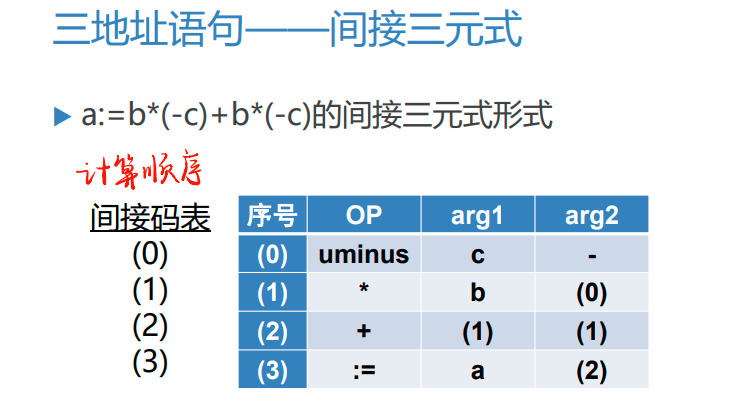 三地址语句——间接三元式
a:=b*(-c)+b*(-c)的间接三元式形式
计算顺序
间接码表
(0)
(1)
(2)
(3)
序号 OP arg1 arg2
(0) uminus c -
(1) * b (0)
(2) + (1) (1)
(3) := a (2)